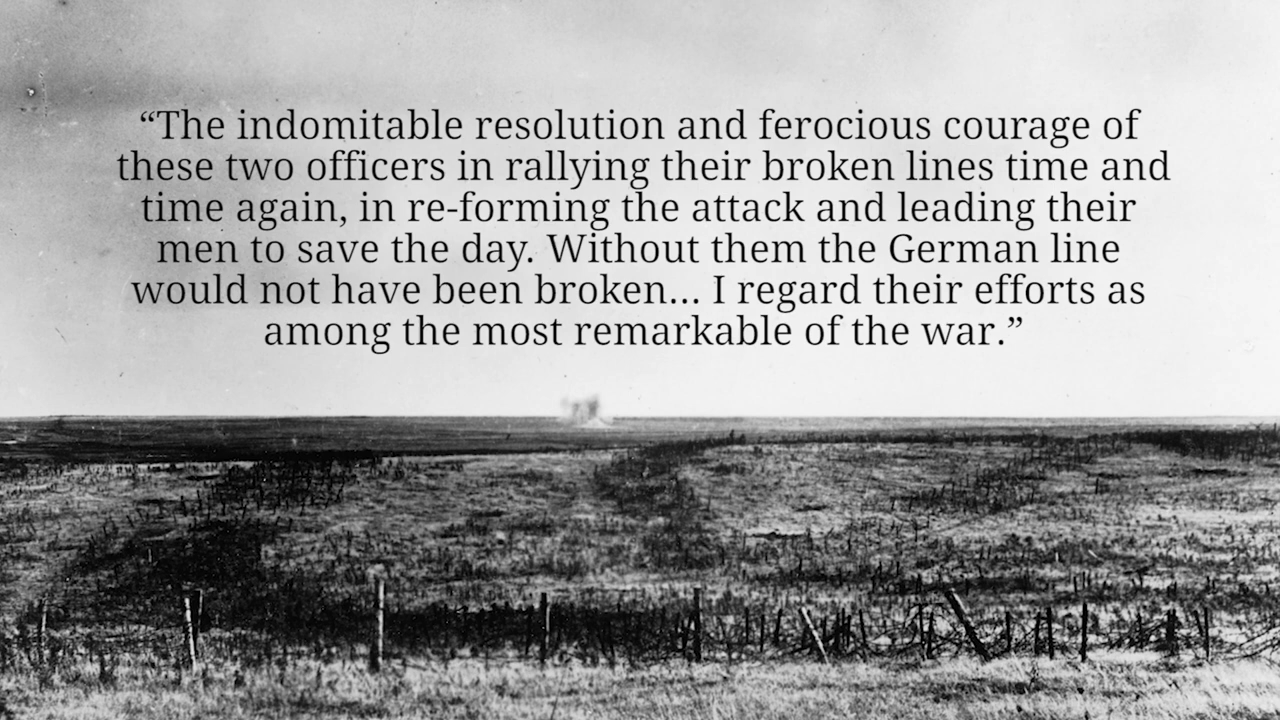 “The indomitable resolution and ferocious courage of
these two officers in rallying their broken lines time and
time again, in re-forming the attack and leading their
men to save the day. Without them the German line
would not have been broken... I regard their efforts as
among the most remarkable of the war.”